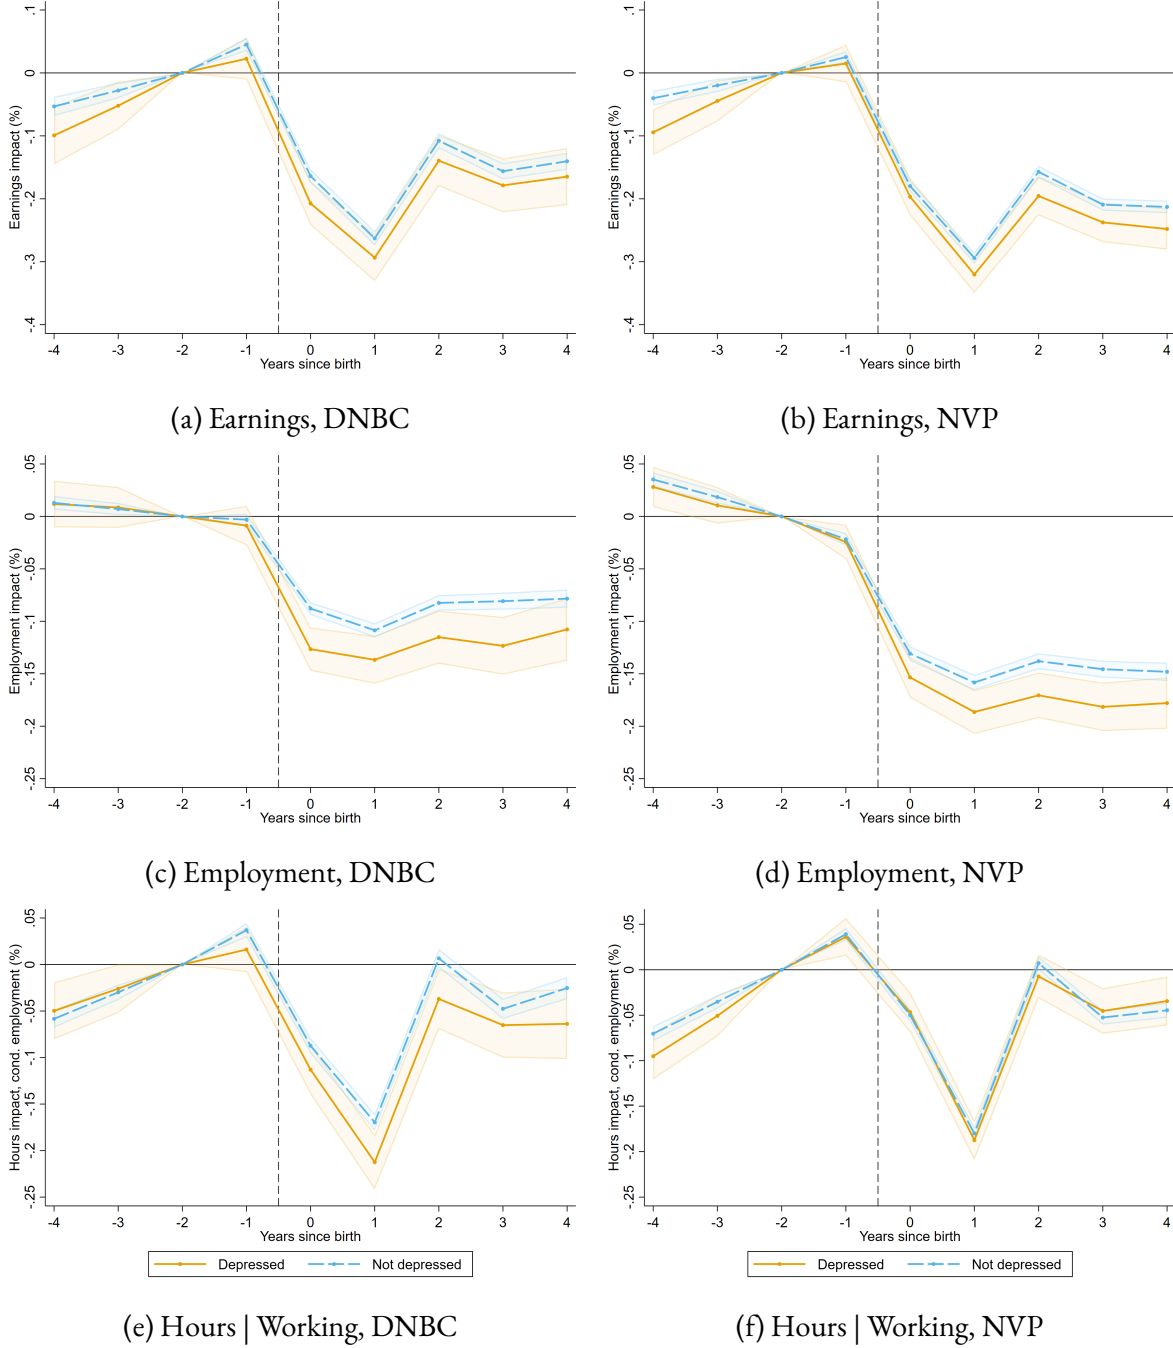 .1
0
-.1
-.2
-.3
-.4
Earnings impact (%)
-4 -3 -2 -1 0 1 2 3 4
Years since birth
(a) Earnings, DNBC
.1
0
-.1
-.2
-.3
-.4
Earnings impact (%)
-4 -3 -2 -1 0 1 2 3 4
Years since birth
(b) Earnings, NVP
.05
0
-.05
-.1
-.15
-.2
-.25
Employment impact (%)
-4 -3 -2 -1 0 1 2 3 4
Years since birth
(c) Employment, DNBC
.05
0
-.05
-.1
-.15
-.2
-.25
Employment impact (%)
-4 -3 -2 -1 0 1 2 3 4
Years since birth
(d) Employment, NVP
.05
0
-.05
-.1
-.15
-.2
-.25
Hours impact, cond. employment (%)
-4 -3 -2 -1 0 1 2 3 4
Years since birth
Depressed Not depressed
(e) Hours | Working, DNBC
.05
0
-.05
-.1
-.15
-.2
-.25
Hours impact, cond. employment (%)
-4 -3 -2 -1 0 1 2 3 4
Years since birth
Depressed Not depressed
(f) Hours | Working, NVP